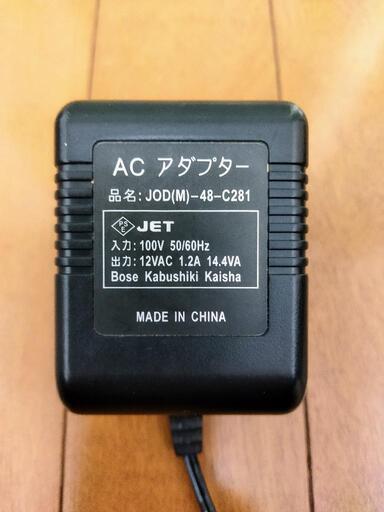 AC アダプター
品名: JOD(M)-48-C281
PSE JET
入力: 100V 50/60Hz
出力: 12VAC 1.2A 14.4VA
Bose Kabushiki Kaisha
MADE IN CHINA